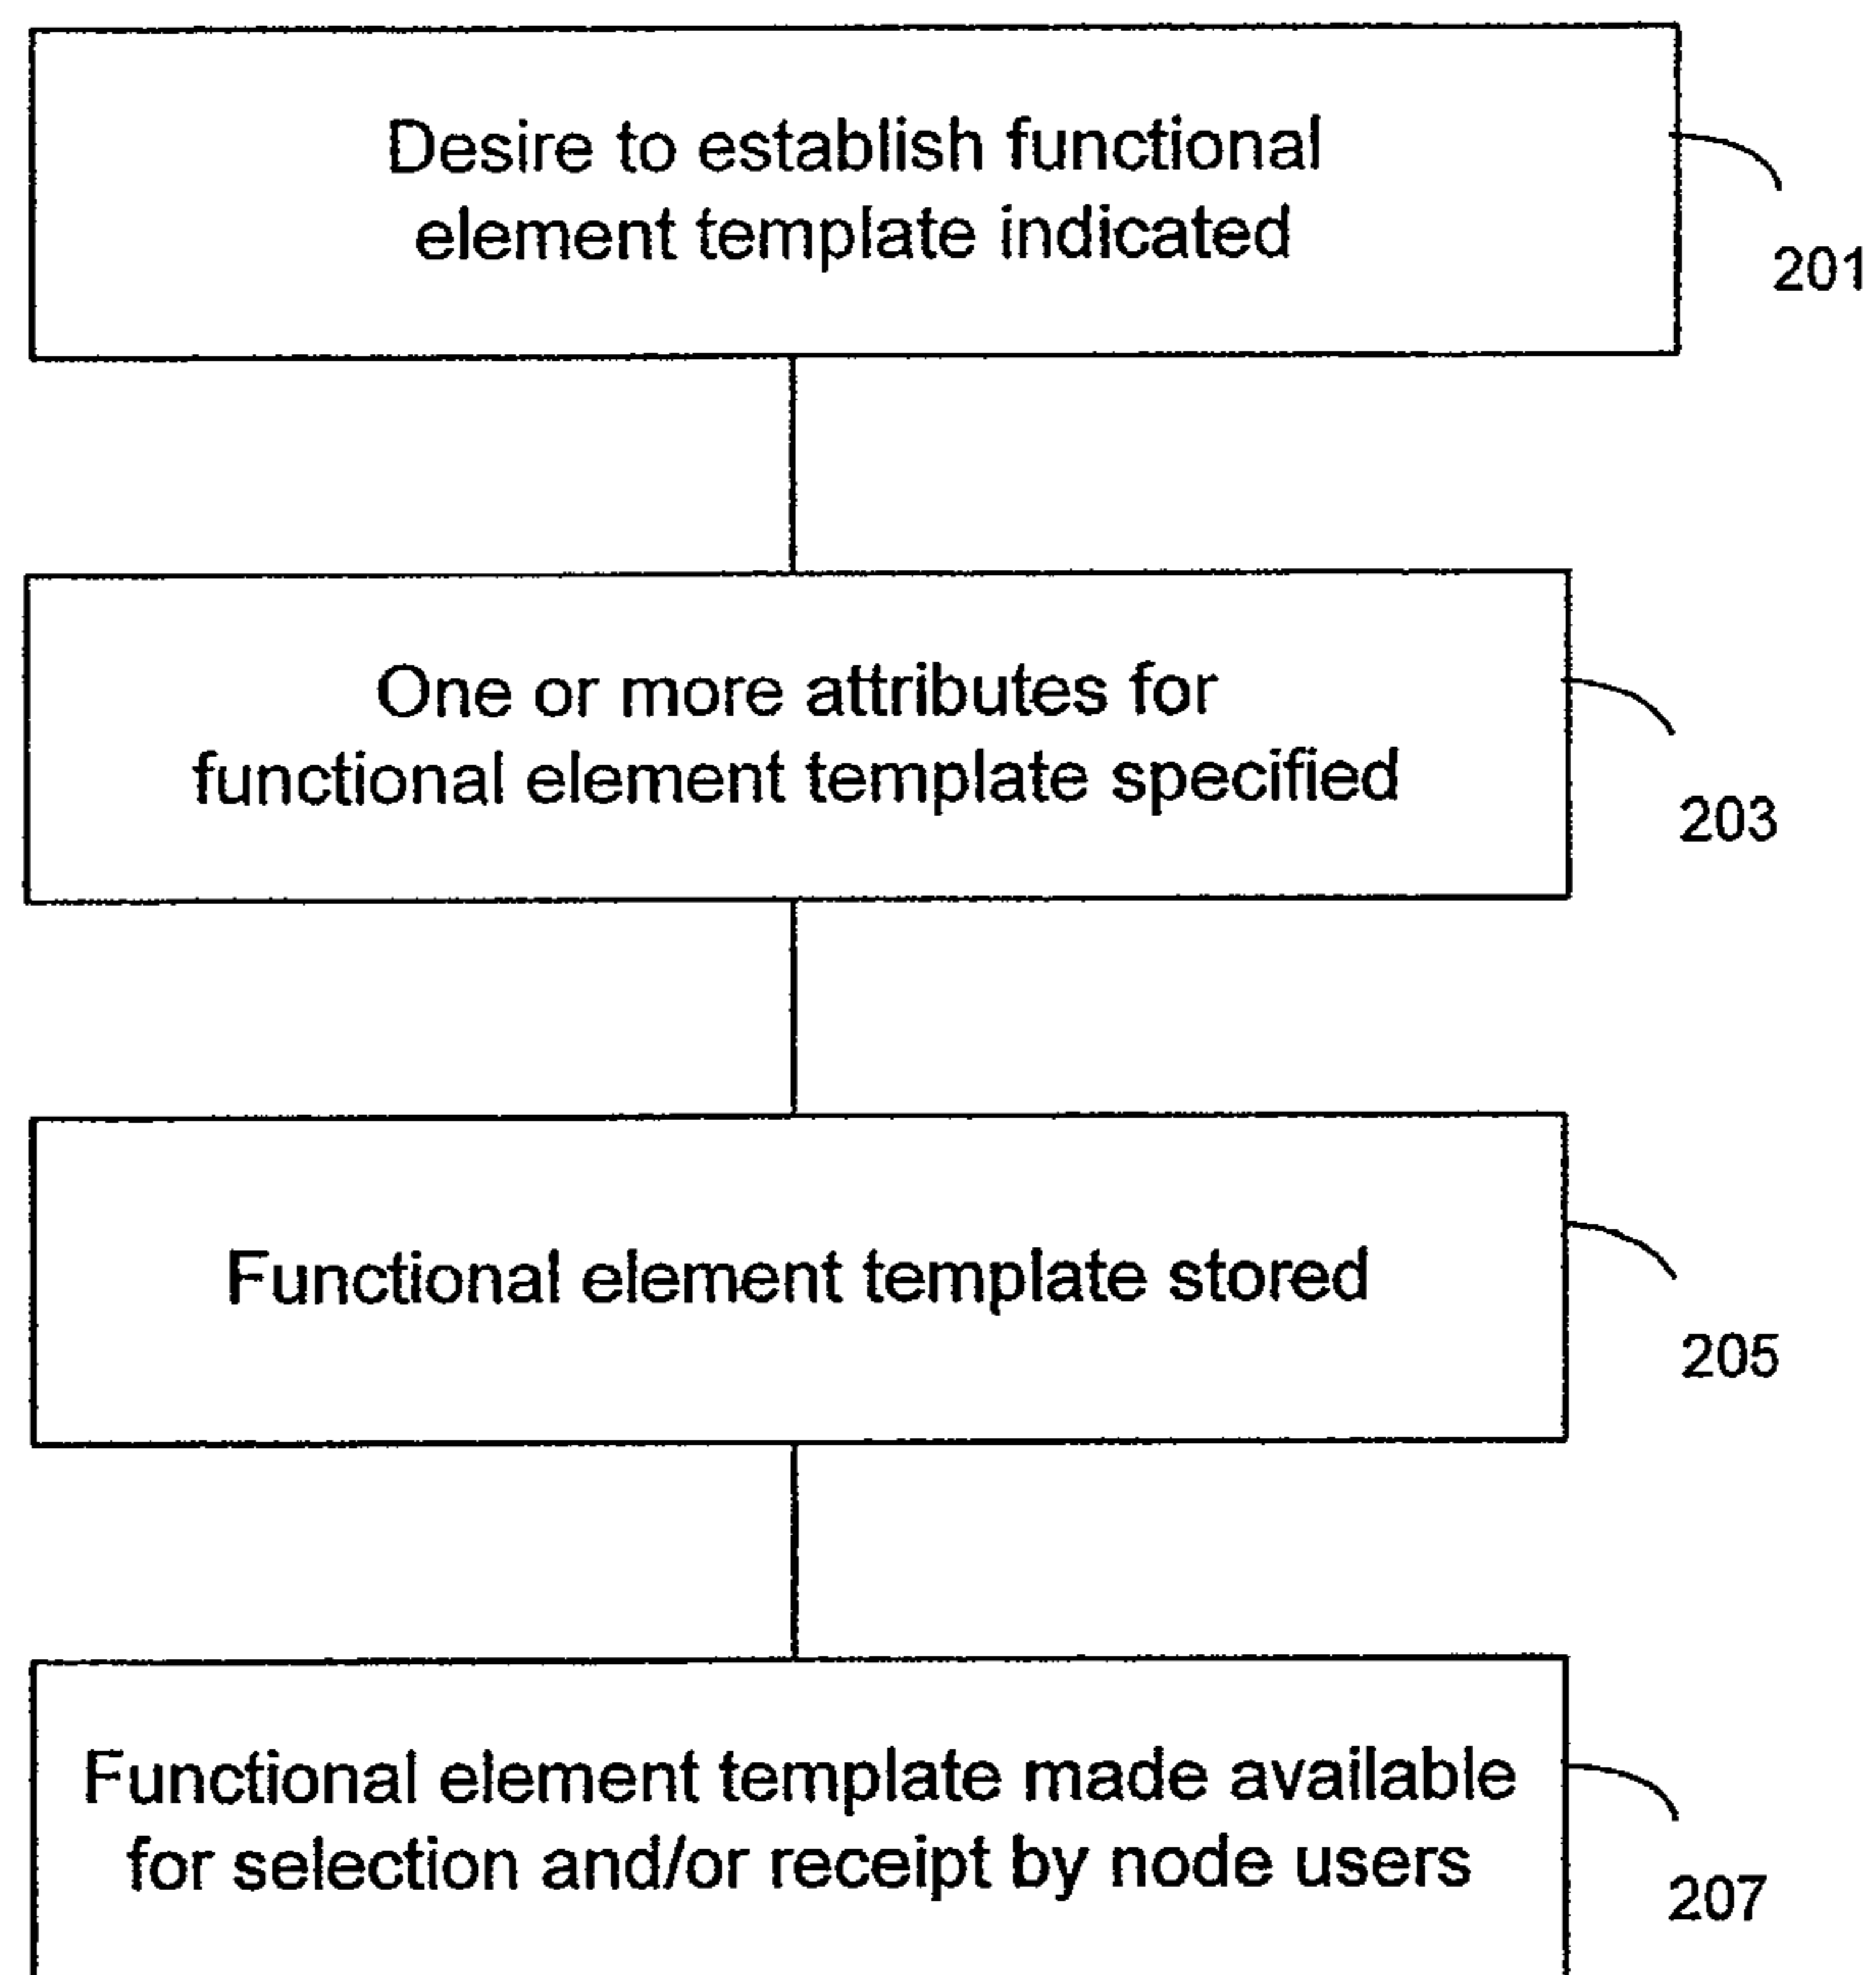 Desire to establish functional
element template indicated
201
One or more attributes for
functional element template specified
203
Functional element template stored
205
Functional element template made available
for selection and/or receipt by node users
207